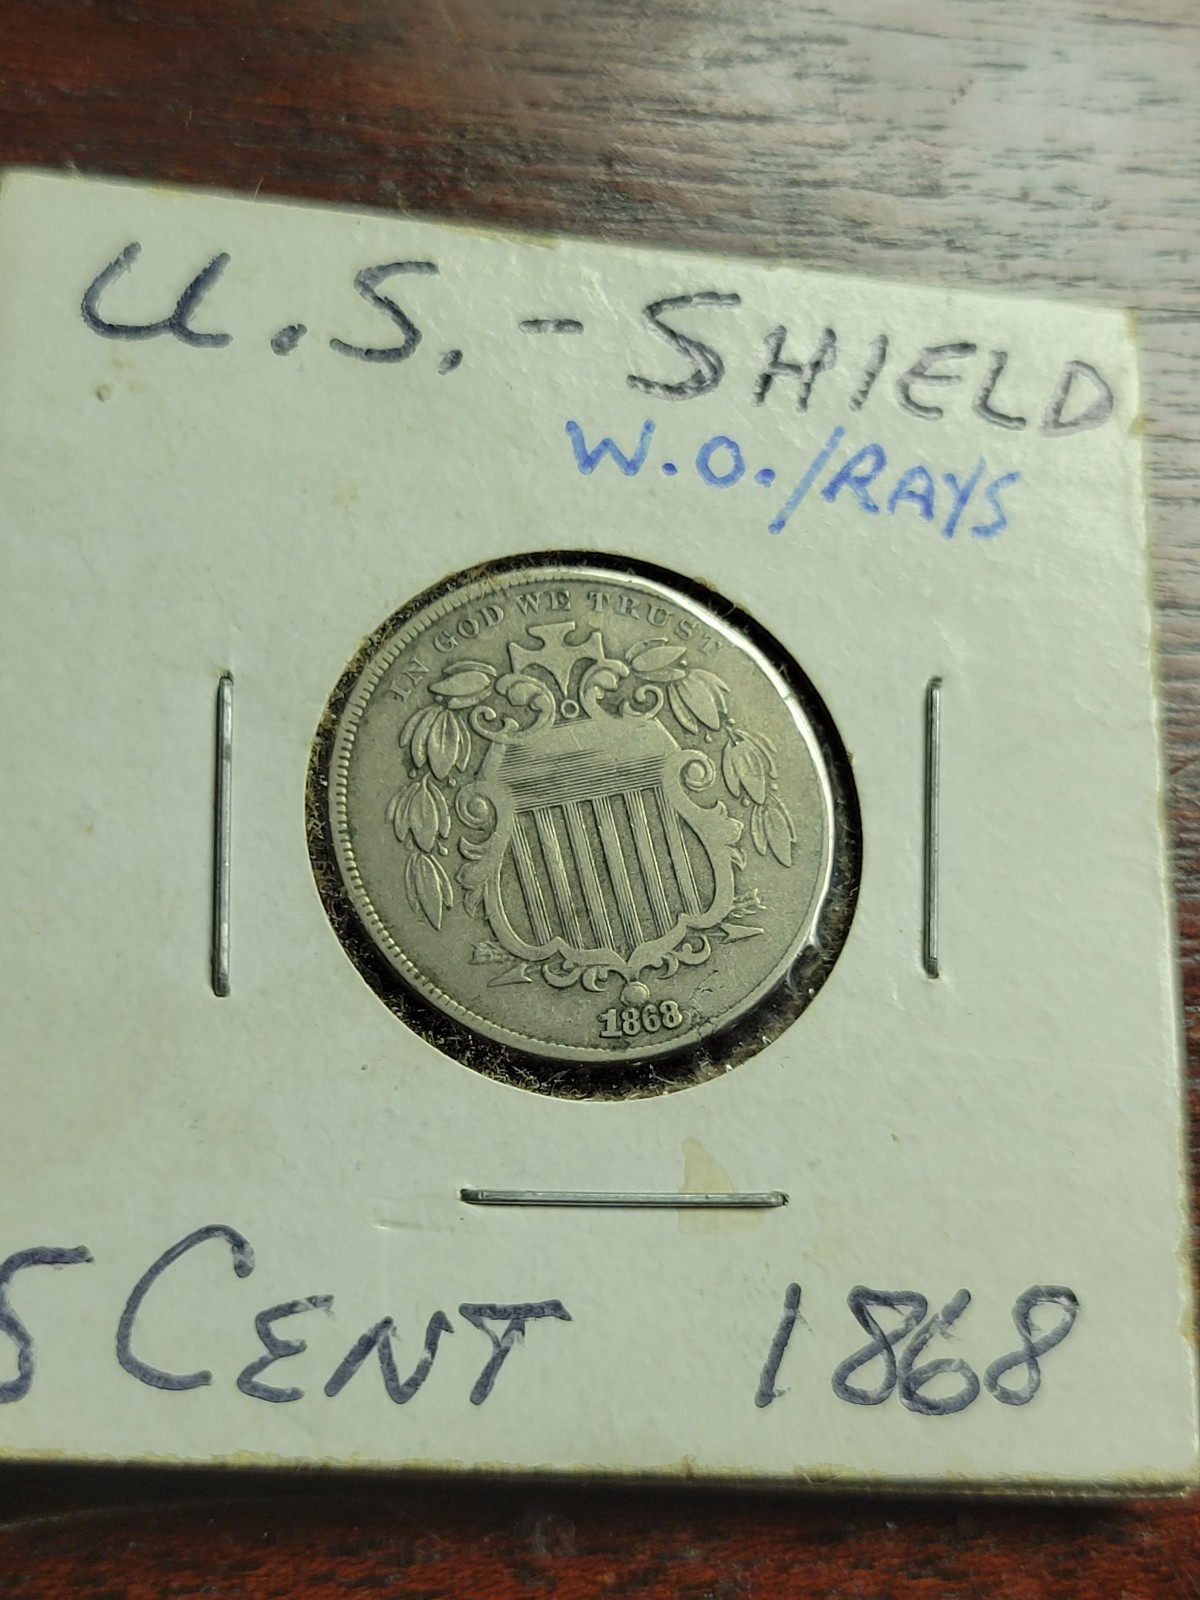 U.S. - SHIELD
W.O./RAYS
IN GOD WE TRUST
1868
5 CENT 1868